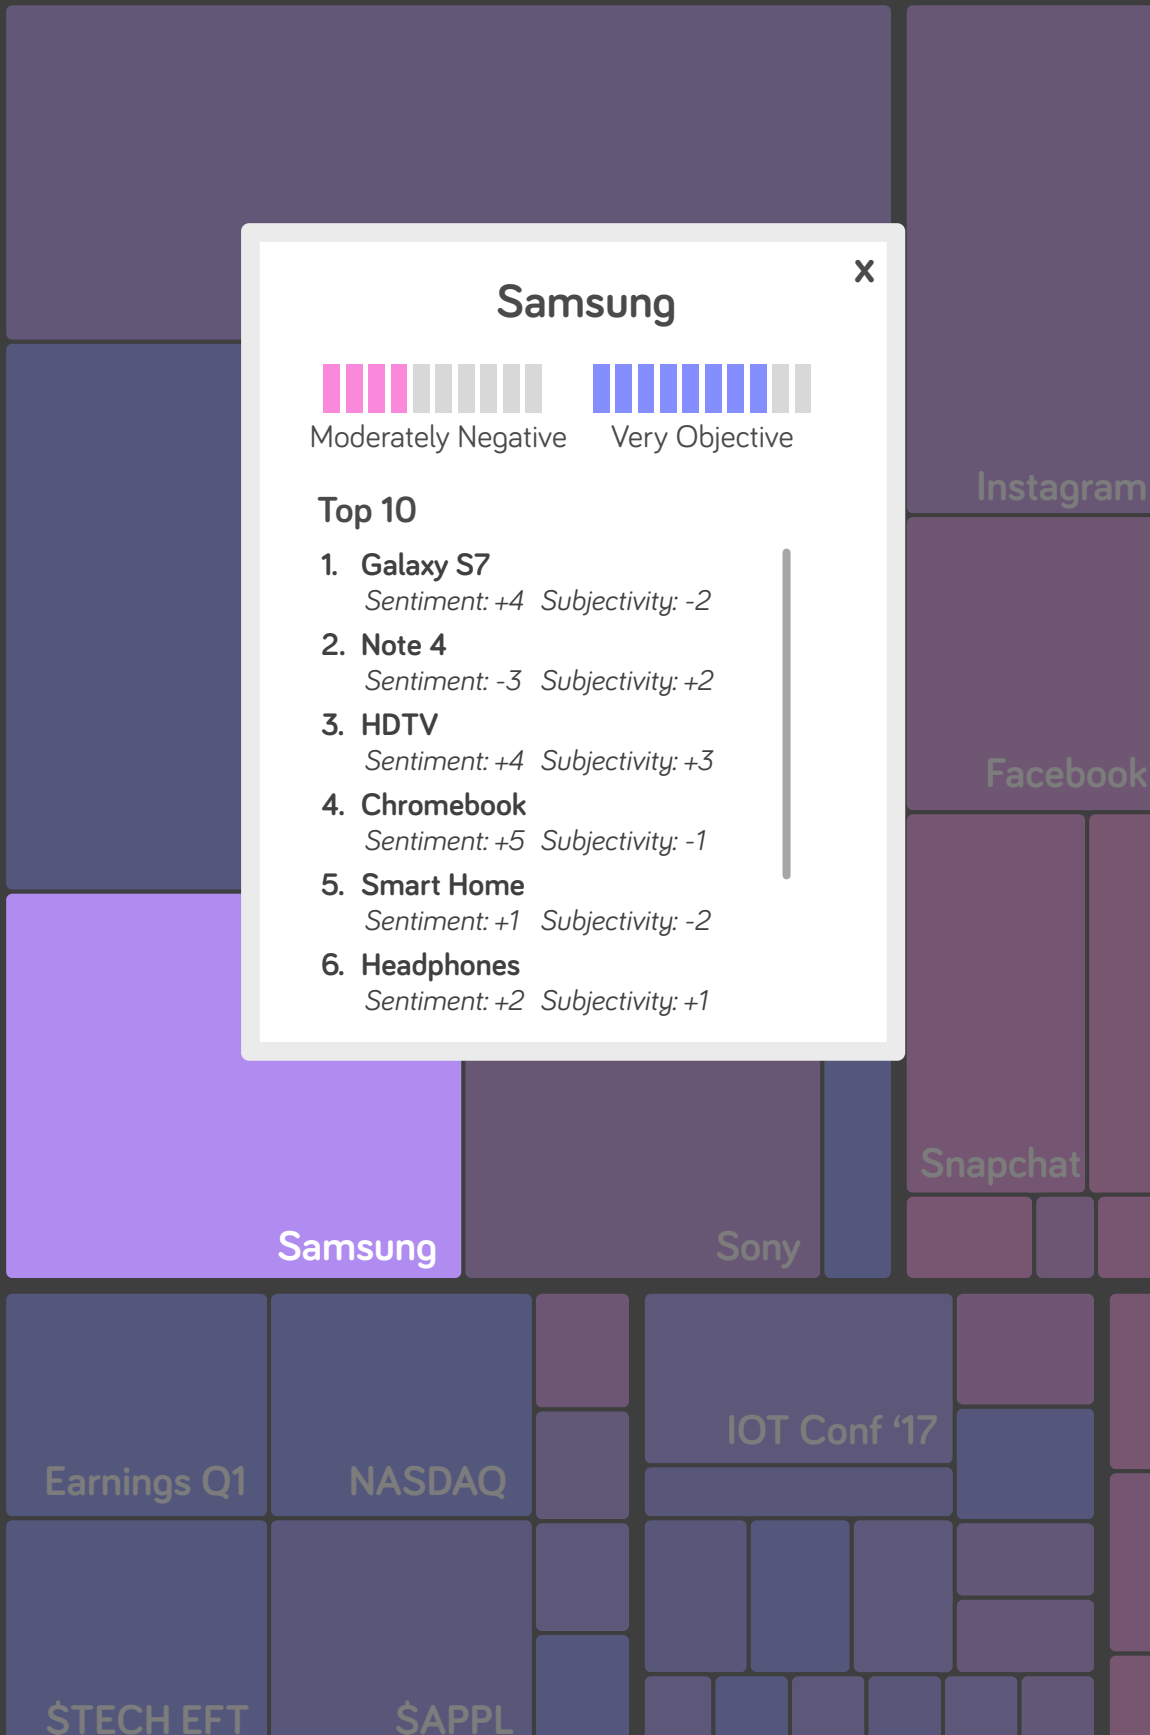 x
Samsung
Moderately Negative
Very Objective
Top 10
1. Galaxy S7
Sentiment: +4 Subjectivity: -2
2. Note 4
Sentiment: -3 Subjectivity: +2
3. HDTV
Sentiment: +4 Subjectivity: +3
4. Chromebook
Sentiment: +5 Subjectivity: -1
5. Smart Home
Sentiment: +1 Subjectivity: -2
6. Headphones
Sentiment: +2 Subjectivity: +1
Instagram
Facebook
Snapchat
Samsung
Sony
Earnings Q1
NASDAQ
IOT Conf ‘17
$TECH EFT
$APPL